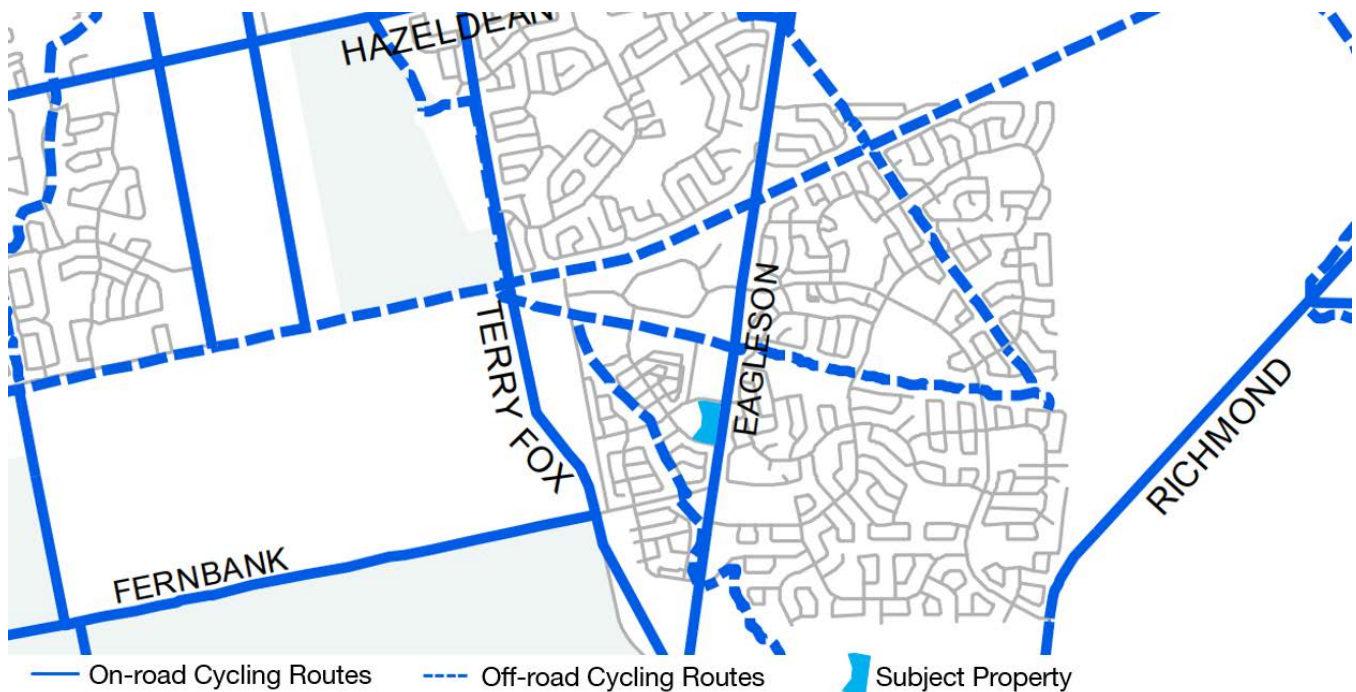 HAZELDEAN
EAGLESON
TERRY FOX
RICHMOND
FERNBANK
On-road Cycling Routes
Off-road Cycling Routes
Subject Property